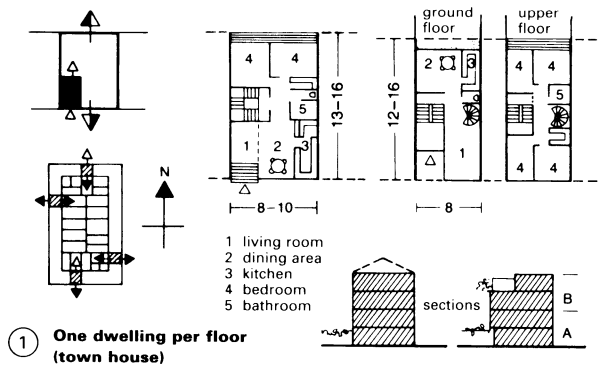 ground
floor
upper
floor
4
4
5
1
2
3
13-16
8-10
12-16
2
3
1
8
4
4
5
4
4
N
1 living room
2 dining area
3 kitchen
4 bedroom
5 bathroom
sections
B
A
1 One dwelling per floor
(town house)